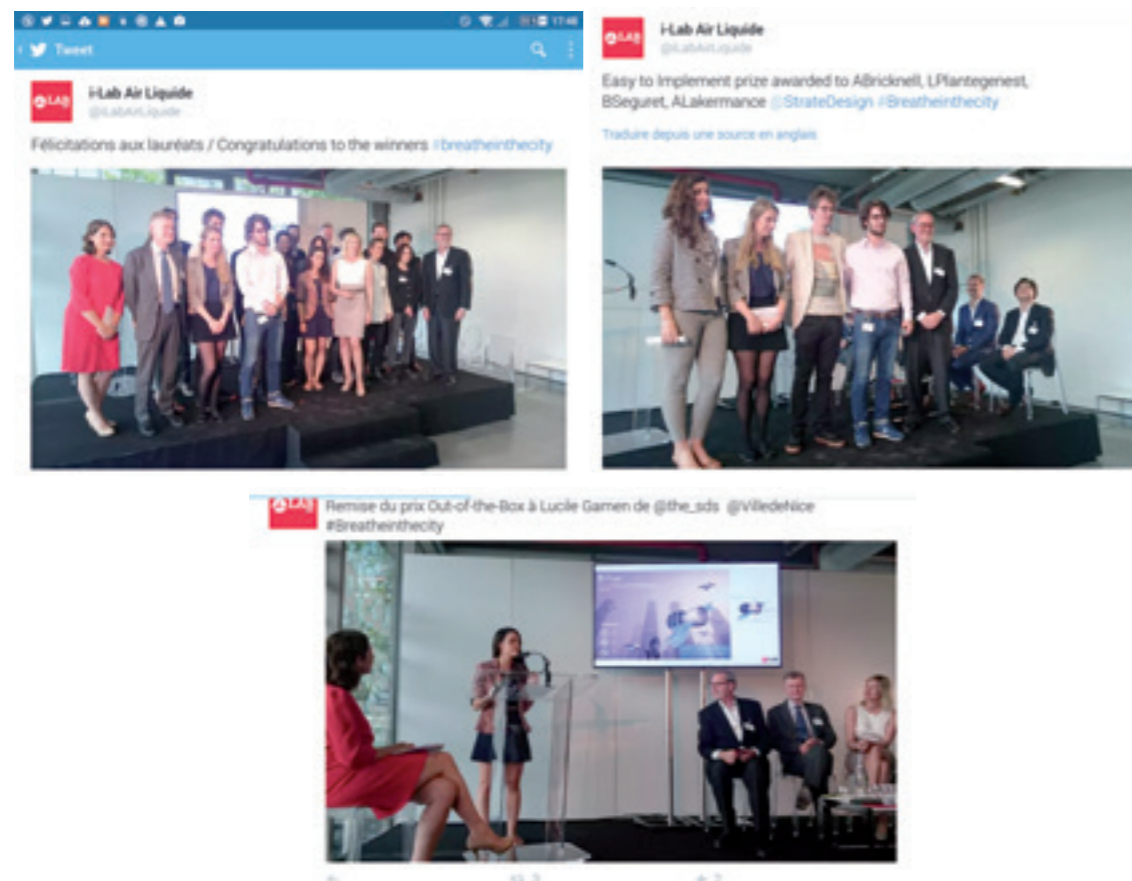 17:48
Tweet
i-Lab Air Liquide
@iLabAirLiquide
Félicitations aux lauréats / Congratulations to the winners #breatheinthecity
i-Lab Air Liquide
@iLabAirLiquide
Easy to Implement prize awarded to ABricknell, LPlantegenest,
BSeguret, ALakermance @StrateDesign #Breatheinthecity
Traduire depuis une source en anglais
Remise du prix Out-of-the-Box à Lucile Gamen de @the_sds @VilledeNice
#Breatheinthecity